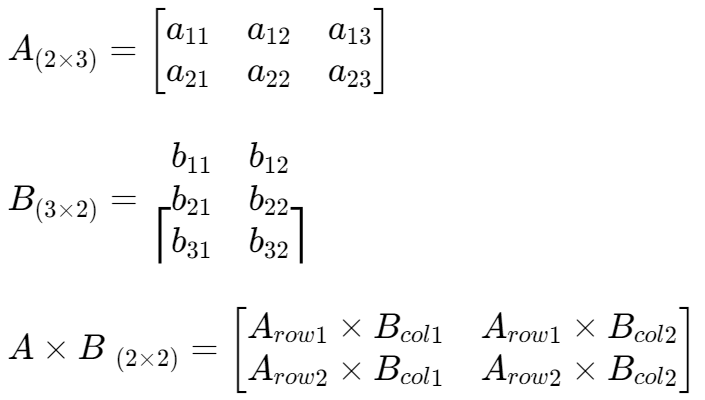 A(2×3) = [a11 a12 a13
a21 a22 a23]
b11 b12
B(3×2) = b21 b22
b31 b32
A × B (2×2) = [Arow1 × Bcol1 Arow1 × Bcol2
Arow2 × Bcol1 Arow2 × Bcol2]